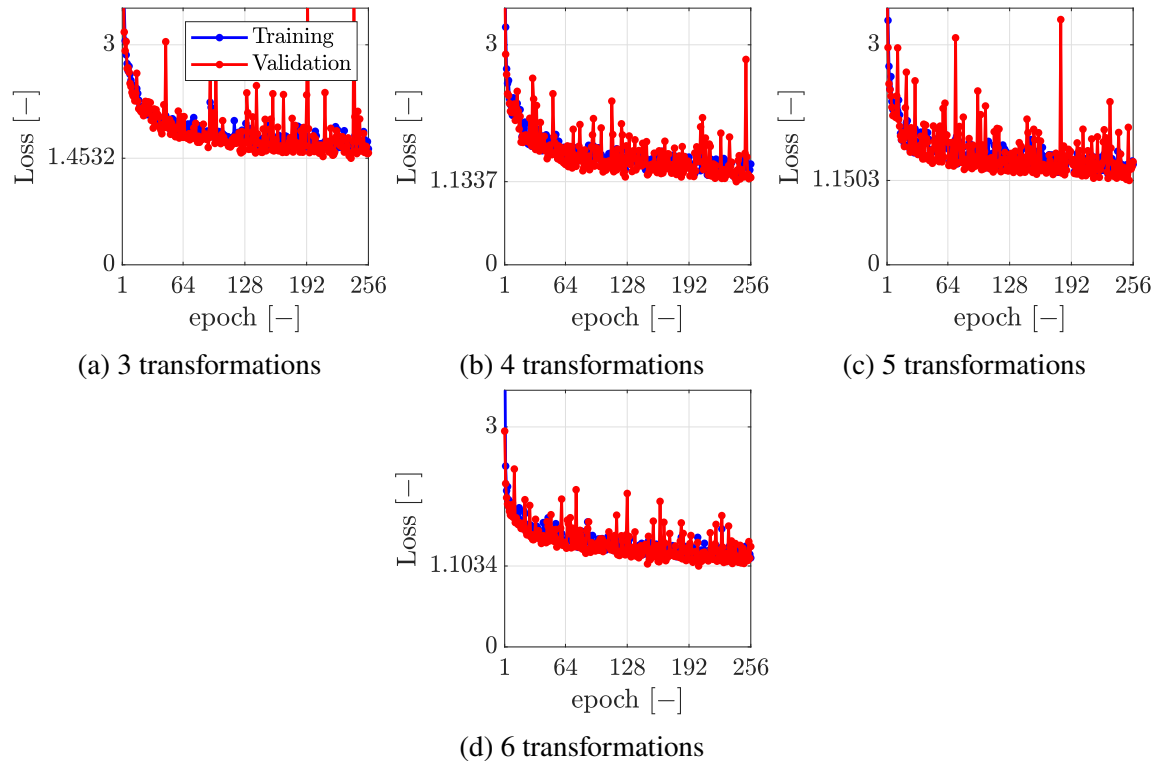 3
Training
Validation
Loss [−]
1.4532
0
1 64 128 192 256
epoch [−]
(a) 3 transformations
3
Loss [−]
1.1337
0
1 64 128 192 256
epoch [−]
(b) 4 transformations
3
Loss [−]
1.1503
0
1 64 128 192 256
epoch [−]
(c) 5 transformations
3
Loss [−]
1.1034
0
1 64 128 192 256
epoch [−]
(d) 6 transformations